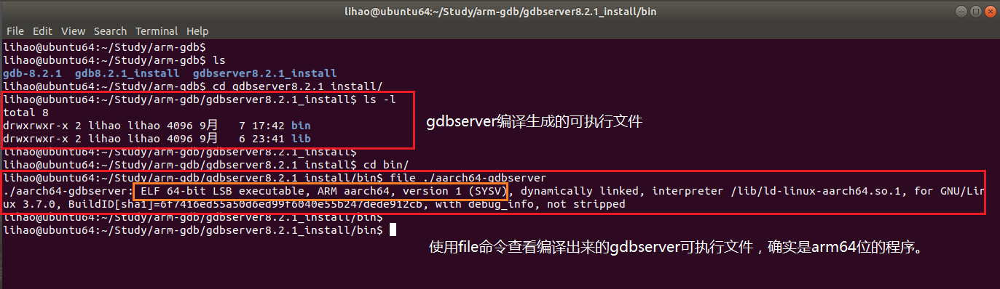 lihao@ubuntu64:~/Study/arm-gdb/gdbserver8.2.1_install/bin
File Edit View Search Terminal Help
lihao@ubuntu64:~/Study/arm-gdb$
lihao@ubuntu64:~/Study/arm-gdb$ ls
gdb-8.2.1 gdb8.2.1_install gdbserver8.2.1_install
lihao@ubuntu64:~/Study/arm-gdb$ cd gdbserver8.2.1_install/
lihao@ubuntu64:~/Study/arm-gdb/gdbserver8.2.1_install$ ls -l
total 8
drwxrwxr-x 2 lihao lihao 4096 9月 7 17:42 bin
gdbserver编译生成的可执行文件
drwxrwxr-x 2 lihao lihao 4096 9月 6 23:41 lib
lihao@ubuntu64:~/Study/arm-gdb/gdbserver8.2.1_install$
lihao@ubuntu64:~/Study/arm-gdb/gdbserver8.2.1_install$ cd bin/
lihao@ubuntu64:~/Study/arm-gdb/gdbserver8.2.1_install/bin$ file ./aarch64-gdbserver
./aarch64-gdbserver: ELF 64-bit LSB executable, ARM aarch64, version 1 (SYSV), dynamically linked, interpreter /lib/ld-linux-aarch64.so.1, for GNU/Lin
ux 3.7.0, BuildID[sha1]=6f7416ed55a50d6ed99f6040e55b247dede912cb, with debug_info, not stripped
lihao@ubuntu64:~/Study/arm-gdb/gdbserver8.2.1_install/bin$
lihao@ubuntu64:~/Study/arm-gdb/gdbserver8.2.1_install/bin$
使用file命令查看编译出来的gdbserver可执行文件，确实是arm64位的程序。